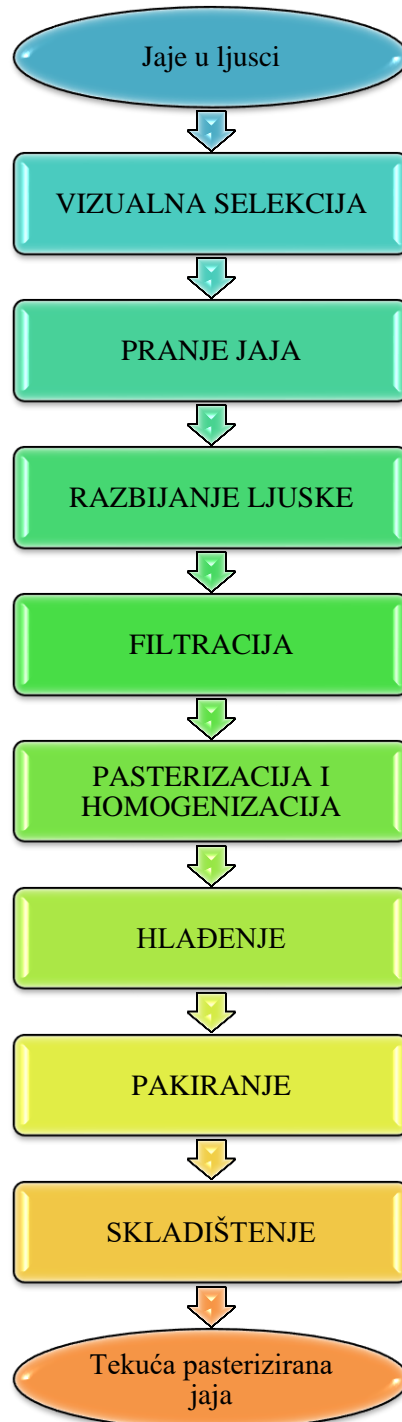 Jaje u ljusci
VIZUALNA SELEKCIJA
PRANJE JAJA
RAZBIJANJE LJUSKE
FILTRACIJA
PASTERIZACIJA I
HOMOGENIZACIJA
HLAĐENJE
PAKIRANJE
SKLADIŠTENJE
Tekuća pasterizirana
jaja